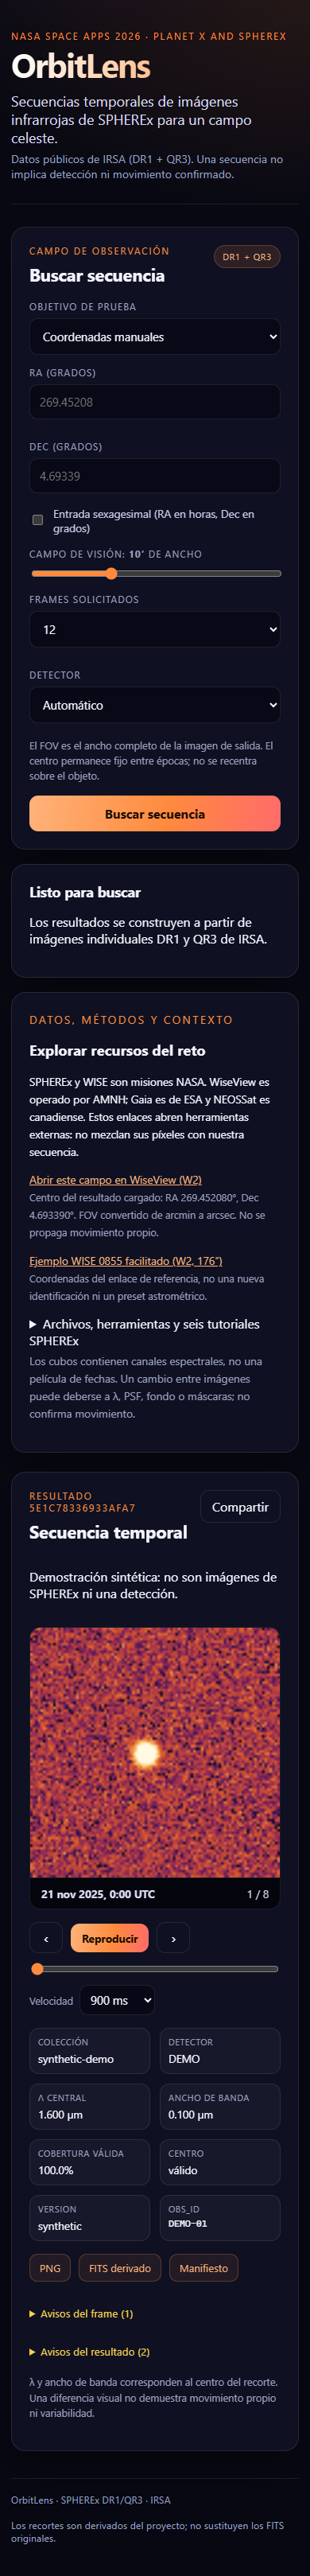 NASA SPACE APPS 2026 · PLANET X AND SPHEREX
OrbitLens
Secuencias temporales de imágenes
infrarrojas de SPHEREx para un campo
celeste.
Datos públicos de IRSA (DR1 + QR3). Una secuencia no
implica detección ni movimiento confirmado.
CAMPO DE OBSERVACIÓN
DR1 + QR3
Buscar secuencia
OBJETIVO DE PRUEBA
Coordenadas manuales
RA (GRADOS)
269.45208
DEC (GRADOS)
4.69339
Entrada sexagesimal (RA en horas, Dec en
grados)
CAMPO DE VISIÓN: 10′ DE ANCHO
FRAMES SOLICITADOS
12
DETECTOR
Automático
El FOV es el ancho completo de la imagen de salida. El
centro permanece fijo entre épocas; no se recentra
sobre el objeto.
Buscar secuencia
Listo para buscar
Los resultados se construyen a partir de
imágenes individuales DR1 y QR3 de IRSA.
DATOS, MÉTODOS Y CONTEXTO
Explorar recursos del reto
SPHEREx y WISE son misiones NASA. WiseView es
operado por AMNH; Gaia es de ESA y NEOSSat es
canadiense. Estos enlaces abren herramientas
externas: no mezclan sus píxeles con nuestra
secuencia.
Abrir este campo en WiseView (W2)
Centro del resultado cargado: RA 269.452080°, Dec
4.693390°. FOV convertido de arcmin a arcsec. No se
propaga movimiento propio.
Ejemplo WISE 0855 facilitado (W2, 176″)
Coordenadas del enlace de referencia, no una nueva
identificación ni un preset astrométrico.
▶ Archivos, herramientas y seis tutoriales
SPHEREx
Los cubos contienen canales espectrales, no una
película de fechas. Un cambio entre imágenes
puede deberse a λ, PSF, fondo o máscaras; no
confirma movimiento.
RESULTADO
5E1C78336933AFA7
Compartir
Secuencia temporal
Demostración sintética: no son imágenes de
SPHEREx ni una detección.
21 nov 2025, 0:00 UTC
1 / 8
‹
Reproducir
›
Velocidad
900 ms
COLECCIÓN
synthetic-demo
DETECTOR
DEMO
Λ CENTRAL
1.600 µm
ANCHO DE BANDA
0.100 µm
COBERTURA VÁLIDA
100.0%
CENTRO
válido
VERSION
synthetic
OBS_ID
DEMO-01
PNG
FITS derivado
Manifiesto
▶ Avisos del frame (1)
▶ Avisos del resultado (2)
λ y ancho de banda corresponden al centro del recorte.
Una diferencia visual no demuestra movimiento propio
ni variabilidad.
OrbitLens · SPHEREx DR1/QR3 · IRSA
Los recortes son derivados del proyecto; no sustituyen los FITS
originales.